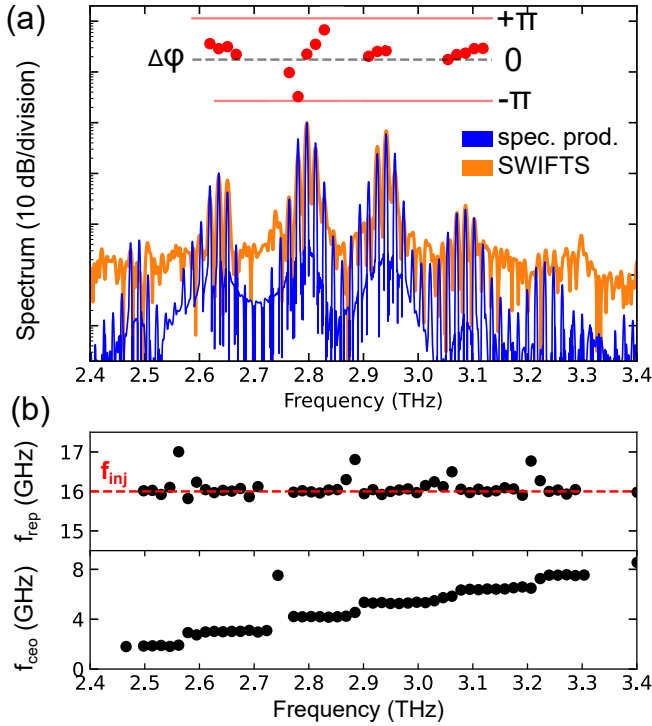 (a)
+π
Δφ
0
-π
spec. prod.
SWIFTS
Spectrum (10 dB/division)
2.4 2.5 2.6 2.7 2.8 2.9 3.0 3.1 3.2 3.3 3.4
Frequency (THz)
(b)
17
f_inj
16
15
f_rep (GHz)
8
4
0
f_ceo (GHz)
2.4 2.5 2.6 2.7 2.8 2.9 3.0 3.1 3.2 3.3 3.4
Frequency (THz)